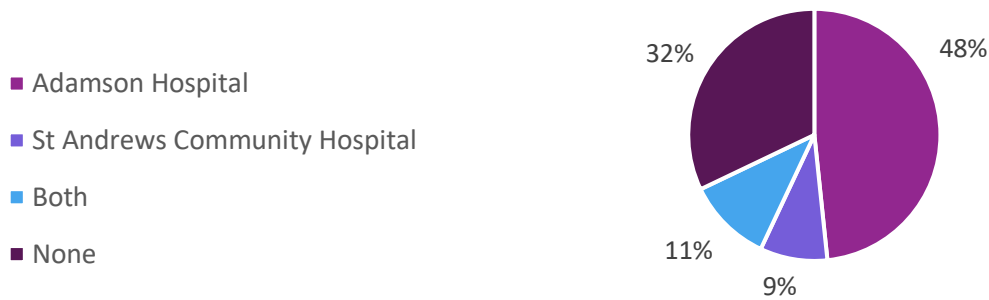 Adamson Hospital
St Andrews Community Hospital
Both
None
48%
32%
11%
9%